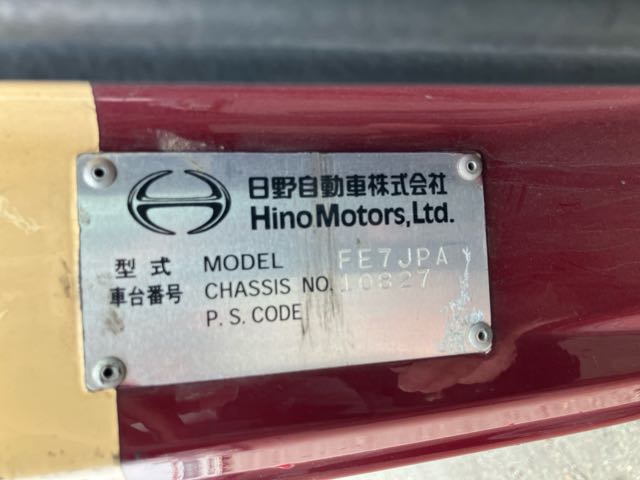 日野自動車株式会社
Hino Motors, Ltd.
型式 MODEL FE7JPA
車台番号 CHASSIS NO. 10827
P.S. CODE